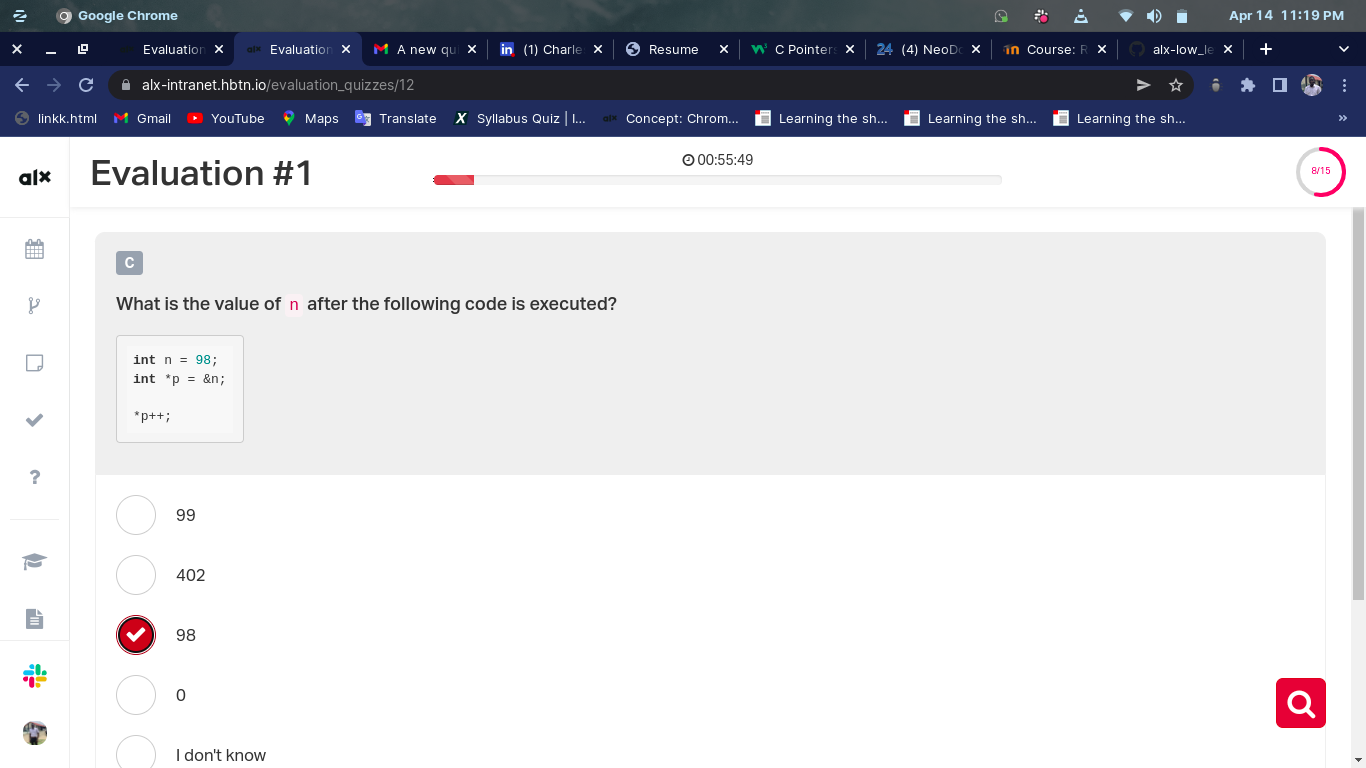 Google Chrome
Apr 14 11:19 PM
Evaluation
Evaluation
A new qu
(1) Charle
Resume
C Pointers
24 (4) NeoDo
Course: R
alx-low_le
alx-intranet.hbtn.io/evaluation_quizzes/12
linkk.html
Gmail
YouTube
Maps
Translate
Syllabus Quiz | I...
Concept: Chrom...
Learning the sh...
Learning the sh...
Learning the sh...
»
alx
Evaluation #1
00:55:49
8/15
C
What is the value of n after the following code is executed?
int n = 98;
int *p = &n;
*p++;
99
402
98
0
I don't know